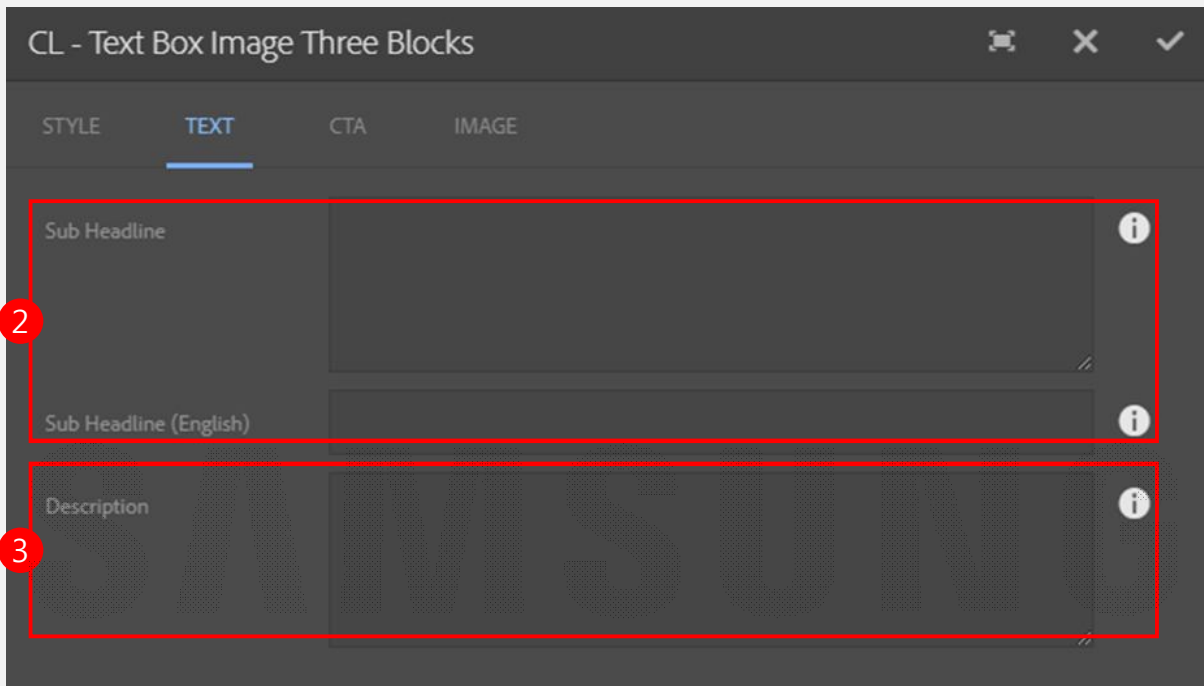 CL - Text Box Image Three Blocks
STYLE TEXT CTA IMAGE
Sub Headline
2
Sub Headline (English)
SAMSUNG
Description
3